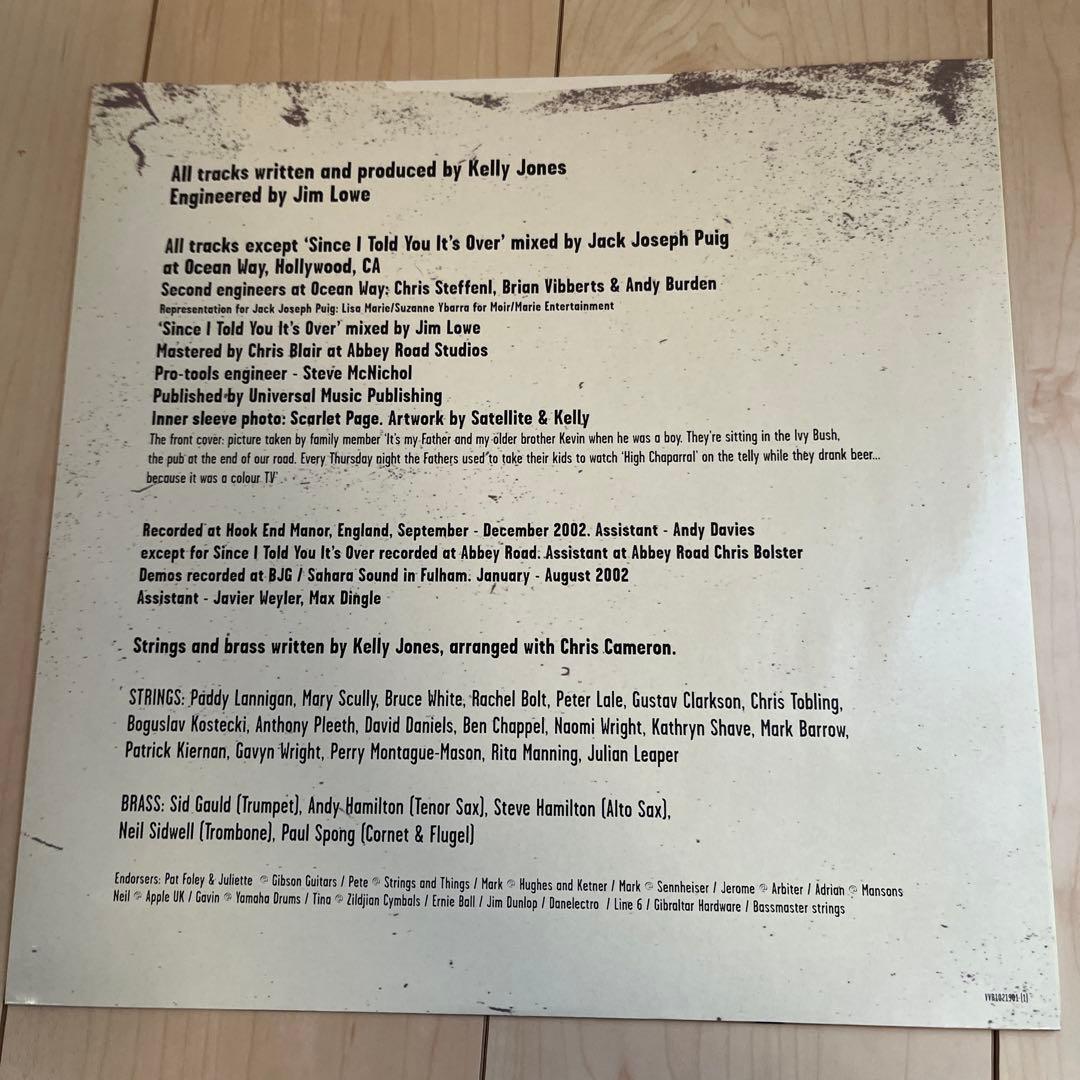 All tracks written and produced by Kelly Jones
Engineered by Jim Lowe
All tracks except ‘Since I Told You It’s Over’ mixed by Jack Joseph Puig
at Ocean Way, Hollywood, CA
Second engineers at Ocean Way: Chris Steffenl, Brian Vibberts & Andy Burden
Representation for Jack Joseph Puig: Lisa Marie/Suzanne Ybarra for Moir/Marie Entertainment
‘Since I Told You It’s Over’ mixed by Jim Lowe
Mastered by Chris Blair at Abbey Road Studios
Pro-tools engineer - Steve McNichol
Published by Universal Music Publishing
Inner sleeve photo: Scarlet Page. Artwork by Satellite & Kelly
The front cover: picture taken by family member ‘It’s my Father and my older brother Kevin when he was a boy. They’re sitting in the Ivy Bush,
the pub at the end of our road. Every Thursday night the Fathers used to take their kids to watch ‘High Chaparral’ on the telly while they drank beer...
because it was a colour TV’
Recorded at Hook End Manor, England, September - December 2002. Assistant - Andy Davies
except for Since I Told You It’s Over recorded at Abbey Road. Assistant at Abbey Road Chris Bolster
Demos recorded at BJG / Sahara Sound in Fulham. January - August 2002
Assistant - Javier Weyler, Max Dingle
Strings and brass written by Kelly Jones, arranged with Chris Cameron.
STRINGS: Paddy Lannigan, Mary Scully, Bruce White, Rachel Bolt, Peter Lale, Gustav Clarkson, Chris Tobling,
Boguslav Kostecki, Anthony Pleeth, David Daniels, Ben Chappel, Naomi Wright, Kathryn Shave, Mark Barrow,
Patrick Kiernan, Gavyn Wright, Perry Montague-Mason, Rita Manning, Julian Leaper
BRASS: Sid Gauld (Trumpet), Andy Hamilton (Tenor Sax), Steve Hamilton (Alto Sax),
Neil Sidwell (Trombone), Paul Spong (Cornet & Flugel)
Endorsers: Pat Foley & Juliette @ Gibson Guitars / Pete @ Strings and Things / Mark @ Hughes and Ketner / Mark @ Sennheiser / Jerome @ Arbiter / Adrian @ Mansons
Neil @ Apple UK / Gavin @ Yamaha Drums / Tina @ Zildjian Cymbals / Ernie Ball / Jim Dunlop / Danelectro / Line 6 / Gibraltar Hardware / Bassmaster strings
VVR1021901 (1)